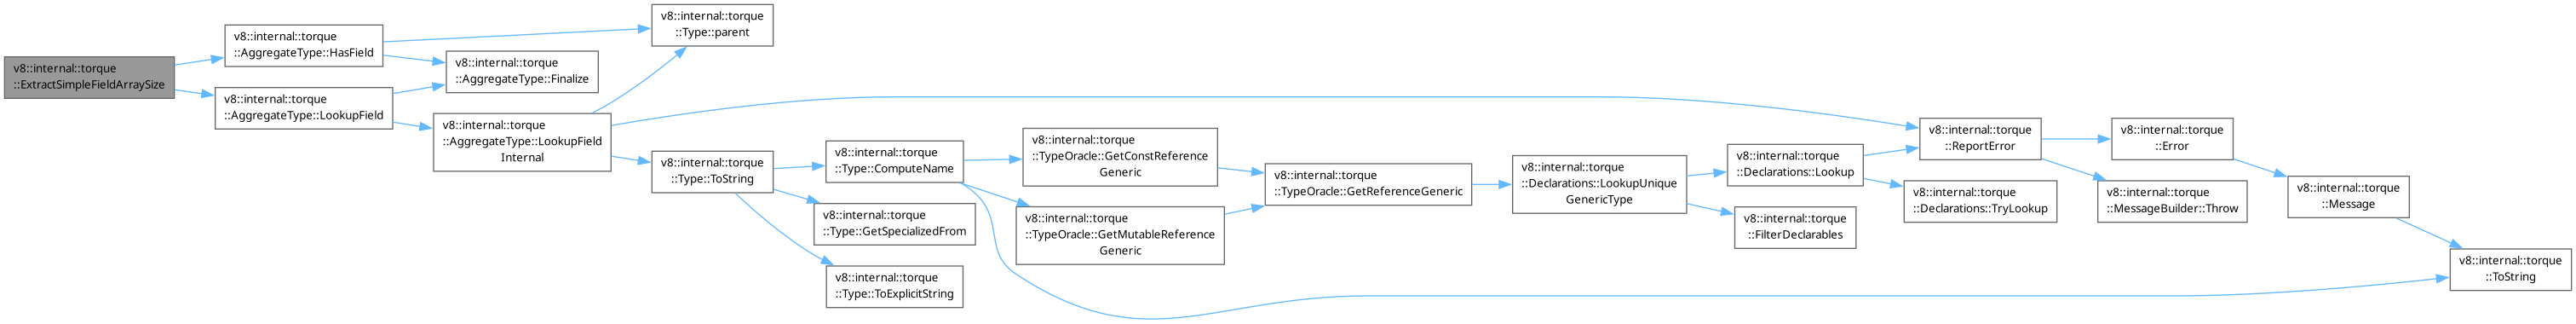 v8::internal::torque
::ExtractSimpleFieldArraySize
v8::internal::torque
::AggregateType::HasField
v8::internal::torque
::AggregateType::LookupField
v8::internal::torque
::Type::parent
v8::internal::torque
::AggregateType::Finalize
v8::internal::torque
::AggregateType::LookupField
Internal
v8::internal::torque
::Type::ToString
v8::internal::torque
::Type::ComputeName
v8::internal::torque
::Type::GetSpecializedFrom
v8::internal::torque
::Type::ToExplicitString
v8::internal::torque
::TypeOracle::GetConstReference
Generic
v8::internal::torque
::TypeOracle::GetMutableReference
Generic
v8::internal::torque
::TypeOracle::GetReferenceGeneric
v8::internal::torque
::Declarations::LookupUnique
GenericType
v8::internal::torque
::Declarations::Lookup
v8::internal::torque
::FilterDeclarables
v8::internal::torque
::ReportError
v8::internal::torque
::Declarations::TryLookup
v8::internal::torque
::Error
v8::internal::torque
::MessageBuilder::Throw
v8::internal::torque
::Message
v8::internal::torque
::ToString